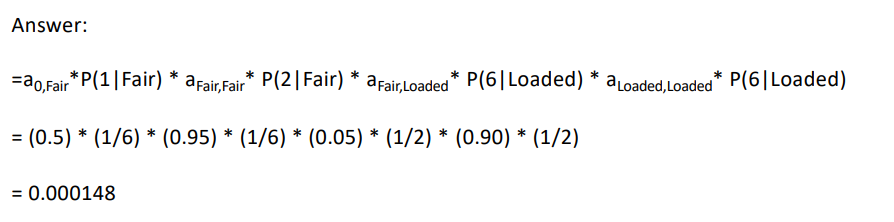 Answer:
=a0,Fair*P(1|Fair) * aFair,Fair* P(2|Fair) * aFair,Loaded* P(6|Loaded) * aLoaded,Loaded* P(6|Loaded)
= (0.5) * (1/6) * (0.95) * (1/6) * (0.05) * (1/2) * (0.90) * (1/2)
= 0.000148